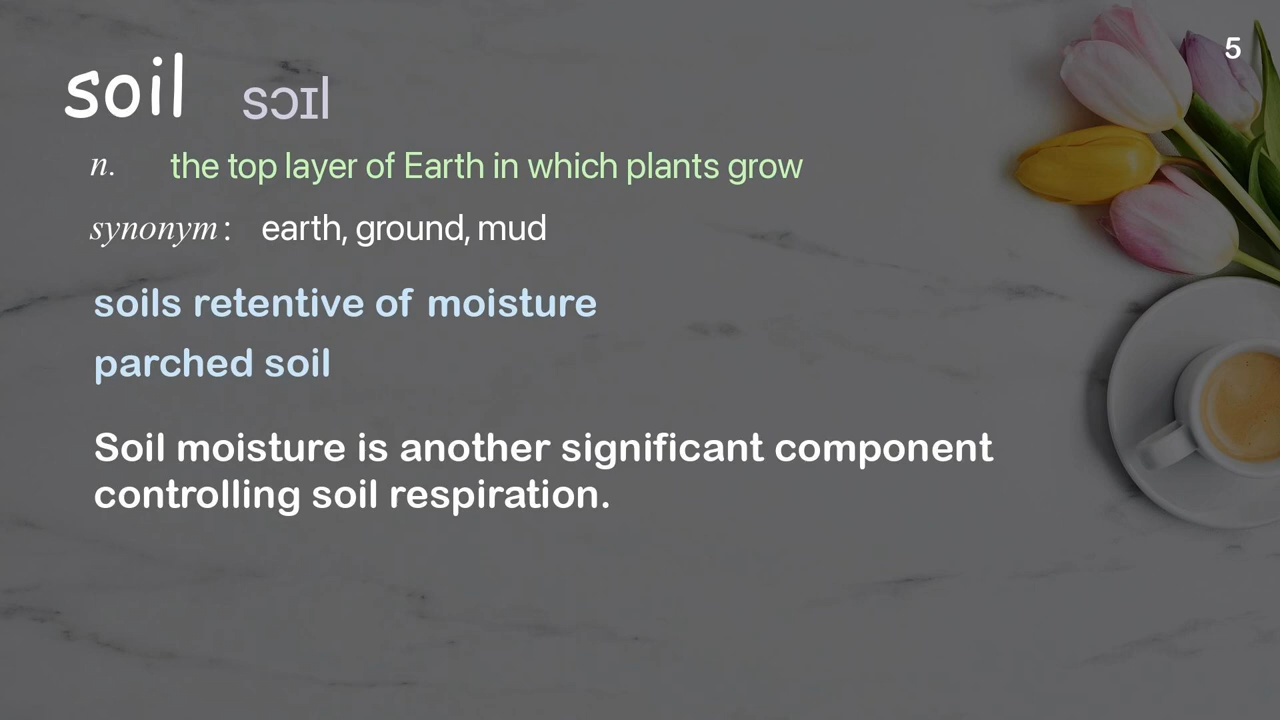 5
soil sɔɪl
n. the top layer of Earth in which plants grow
synonym : earth, ground, mud
soils retentive of moisture
parched soil
Soil moisture is another significant component
controlling soil respiration.